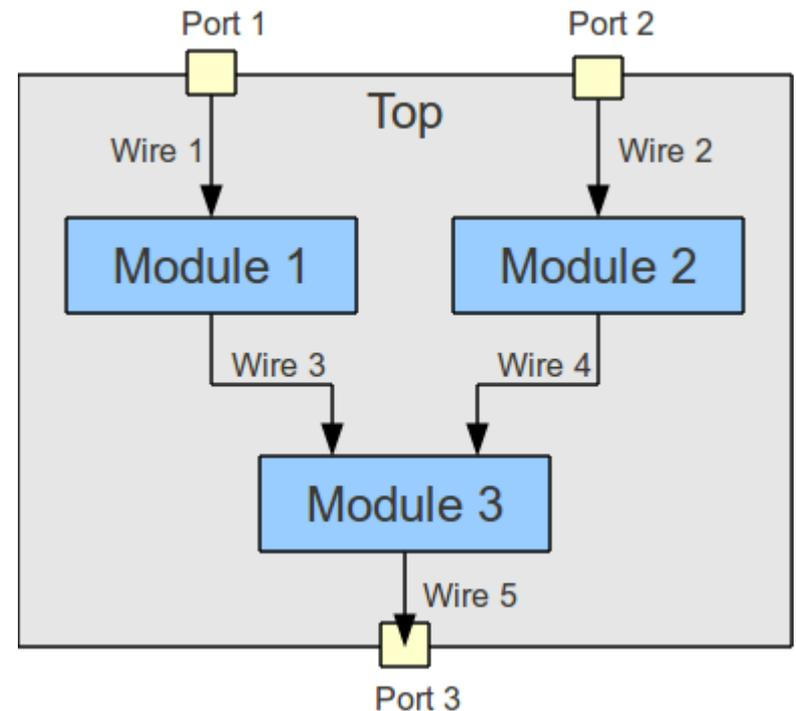 Port 1
Port 2
Top
Wire 1
Wire 2
Module 1
Module 2
Wire 3
Wire 4
Module 3
Wire 5
Port 3